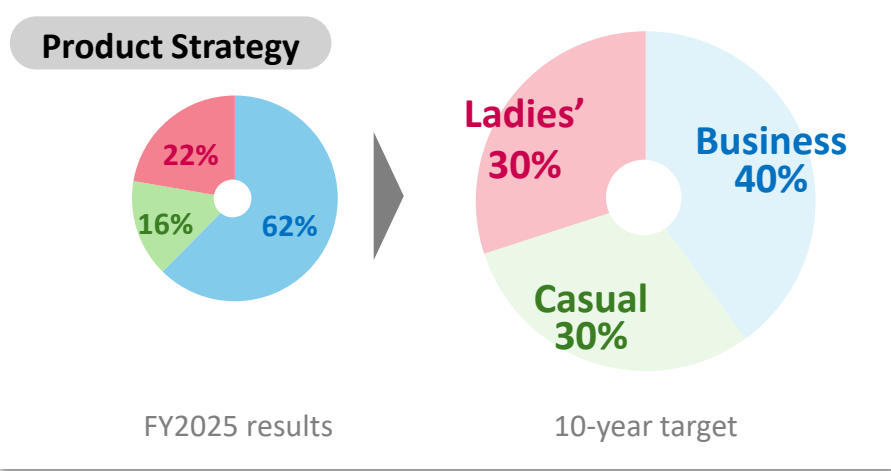 Product Strategy
22%
16%
62%
Ladies’
30%
Business
40%
Casual
30%
FY2025 results
10-year target